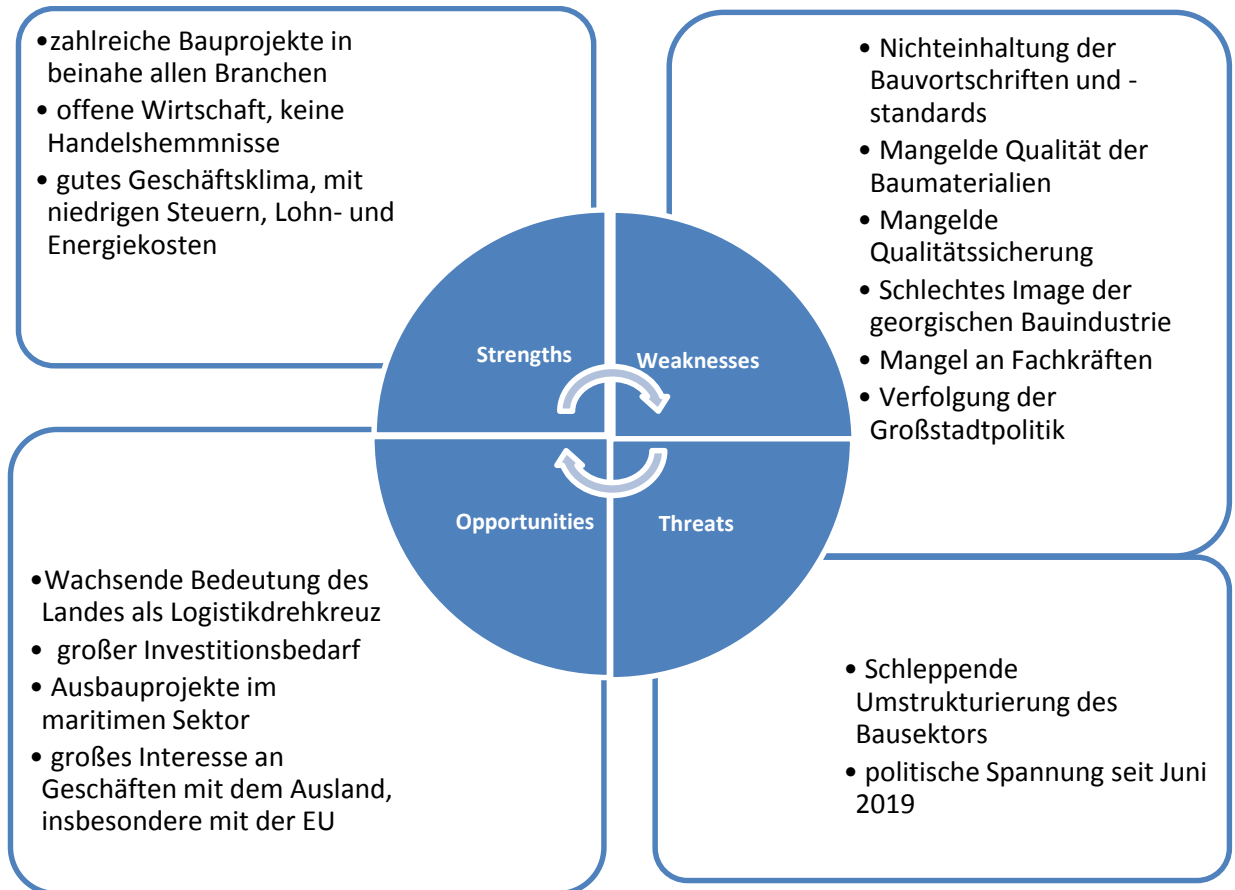 •zahlreiche Bauprojekte in
beinahe allen Branchen
• offene Wirtschaft, keine
Handelshemmnisse
• gutes Geschäftsklima, mit
niedrigen Steuern, Lohn- und
Energiekosten
• Nichteinhaltung der
Bauvortschriften und -
standards
• Mangelde Qualität der
Baumaterialien
• Mangelde
Qualitätssicherung
• Schlechtes Image der
georgischen Bauindustrie
• Mangel an Fachkräften
• Verfolgung der
Großstadtpolitik
Strengths
Weaknesses
Opportunities
Threats
•Wachsende Bedeutung des
Landes als Logistikdrehkreuz
• großer Investitionsbedarf
• Ausbauprojekte im
maritimen Sektor
• großes Interesse an
Geschäften mit dem Ausland,
insbesondere mit der EU
• Schleppende
Umstrukturierung des
Bausektors
• politische Spannung seit Juni
2019